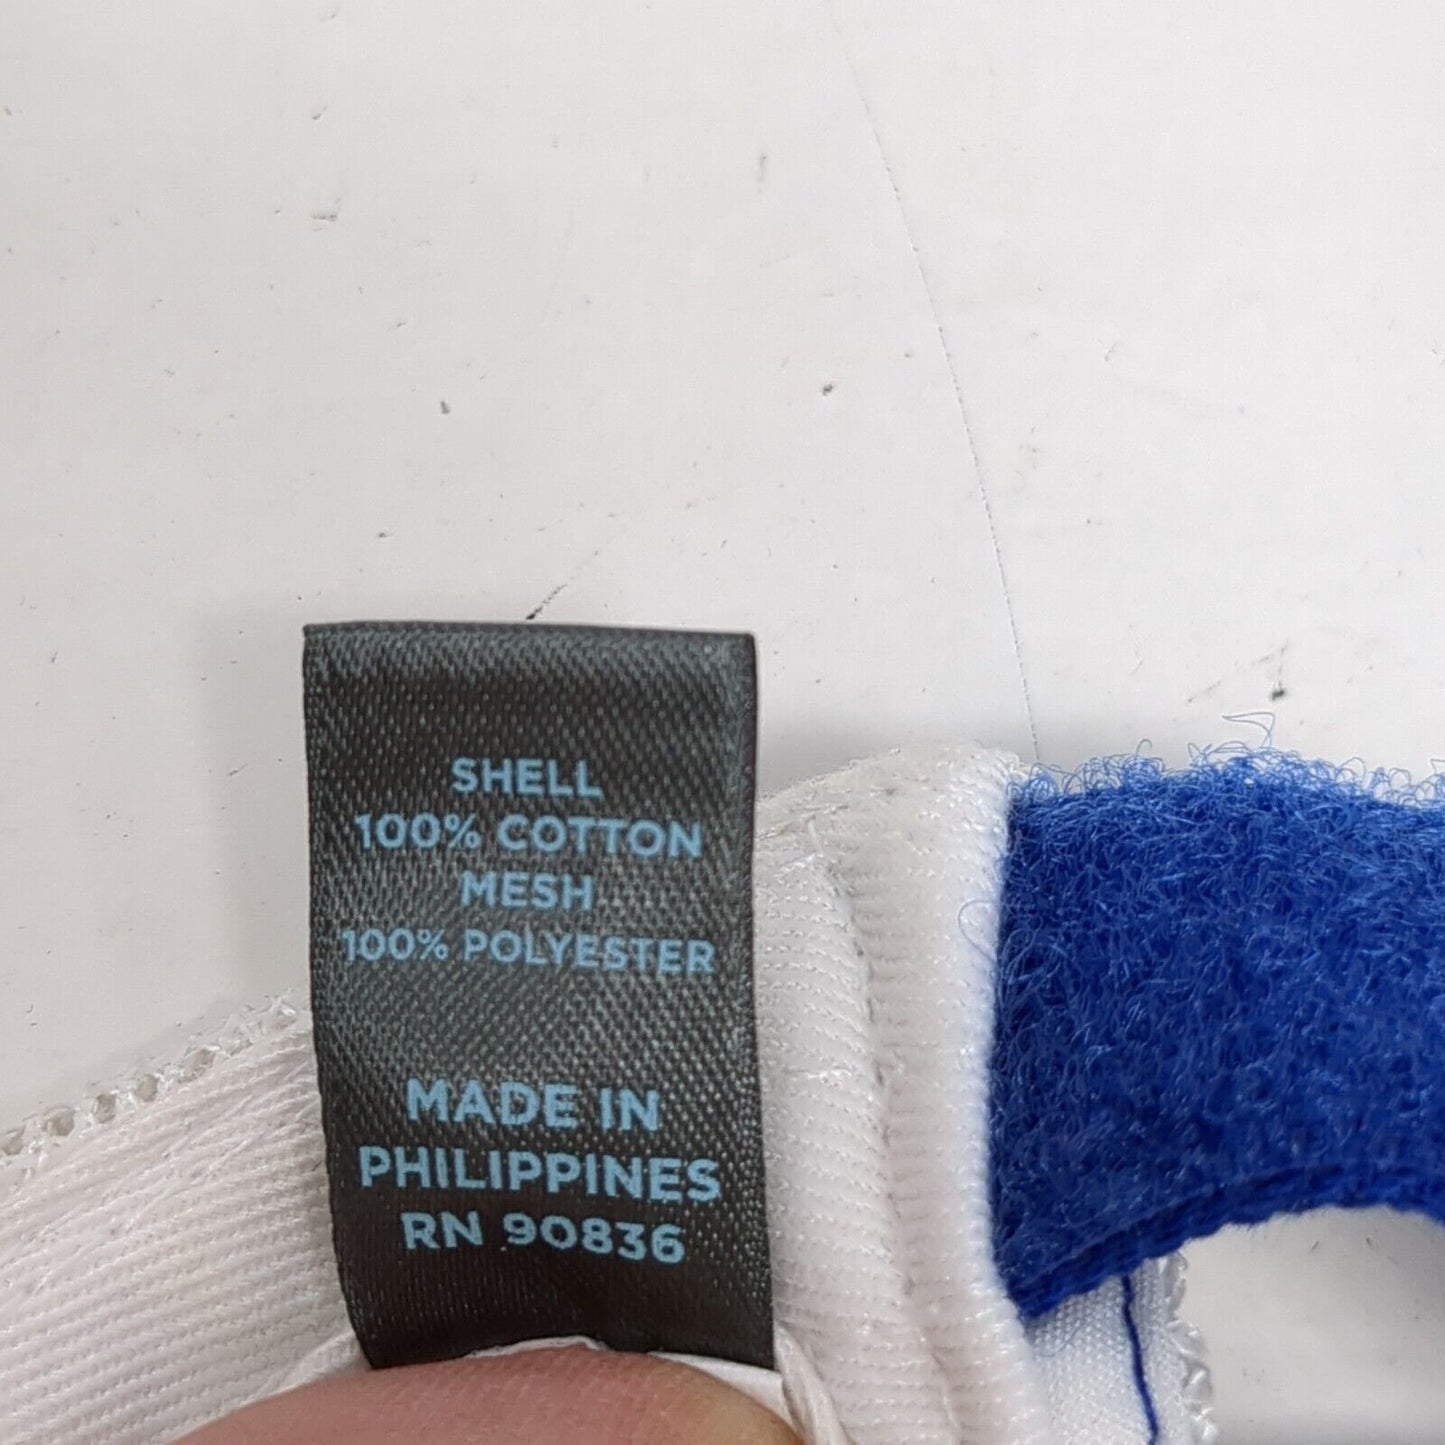 SHELL
100% COTTON
MESH
100% POLYESTER
MADE IN
PHILIPPINES
RN 90836